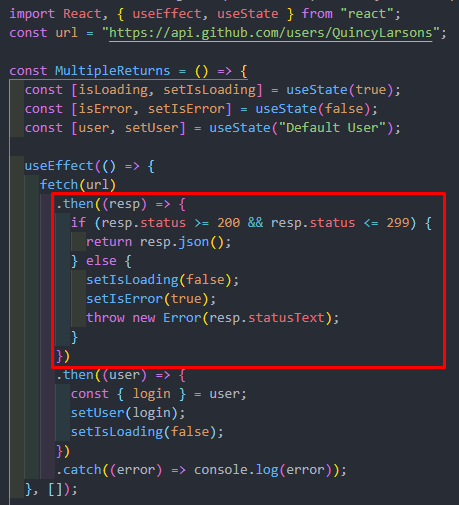 import React, { useEffect, useState } from "react";
const url = "https://api.github.com/users/QuincyLarsons";
const MultipleReturns = () => {
const [isLoading, setIsLoading] = useState(true);
const [isError, setIsError] = useState(false);
const [user, setUser] = useState("Default User");
useEffect(() => {
fetch(url)
.then((resp) => {
if (resp.status >= 200 && resp.status <= 299) {
return resp.json();
} else {
setIsLoading(false);
setIsError(true);
throw new Error(resp.statusText);
}
})
.then((user) => {
const { login } = user;
setUser(login);
setIsLoading(false);
})
.catch((error) => console.log(error));
}, []);